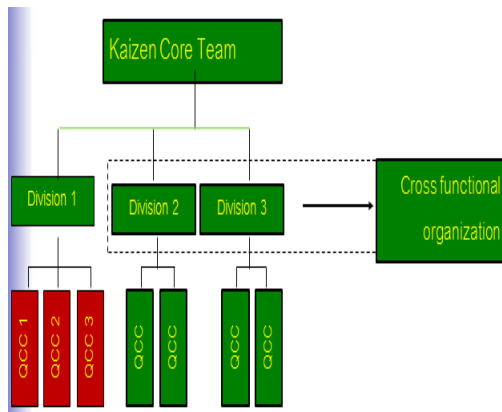 Kaizen Core Team
Division 1
Division 2
Division 3
Cross functional
organization
QCC 1
QCC 2
QCC 3
QCC
QCC
QCC
QCC